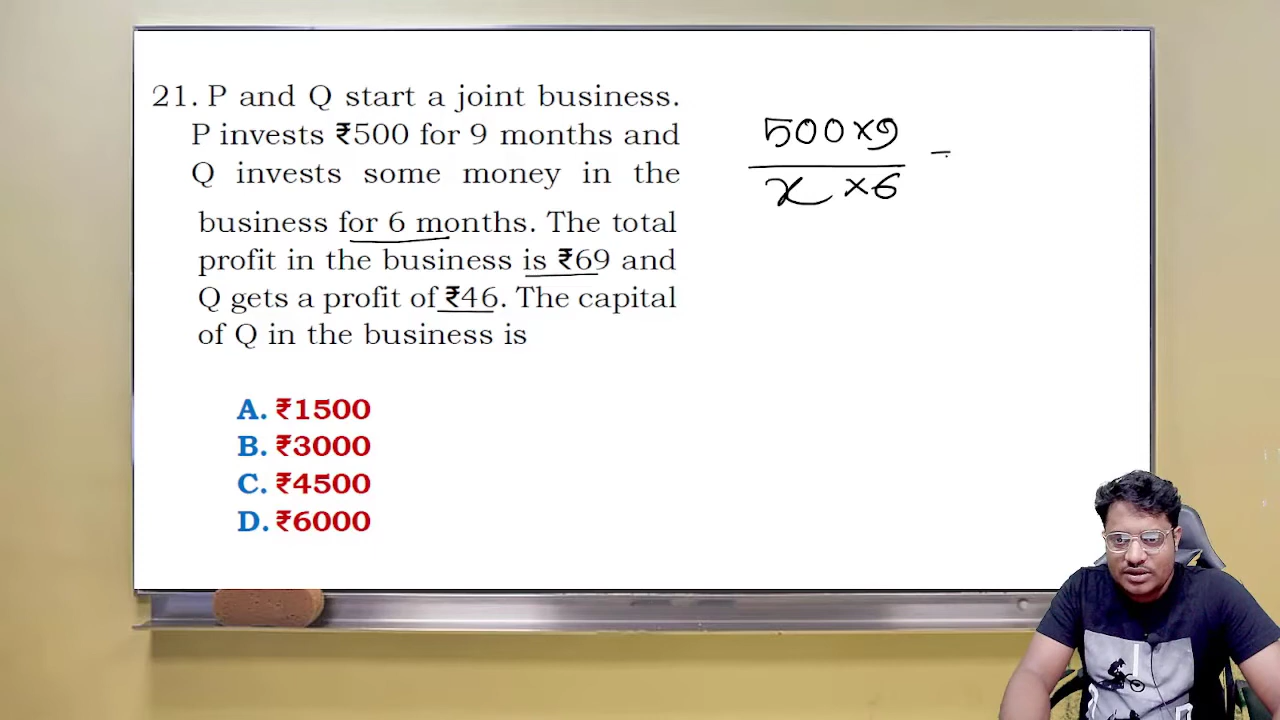 21. P and Q start a joint business.
P invests ₹500 for 9 months and
Q invests some money in the
business for 6 months. The total
profit in the business is ₹69 and
Q gets a profit of ₹46. The capital
of Q in the business is
A. ₹1500
B. ₹3000
C. ₹4500
D. ₹6000
500×9
x ×6
=